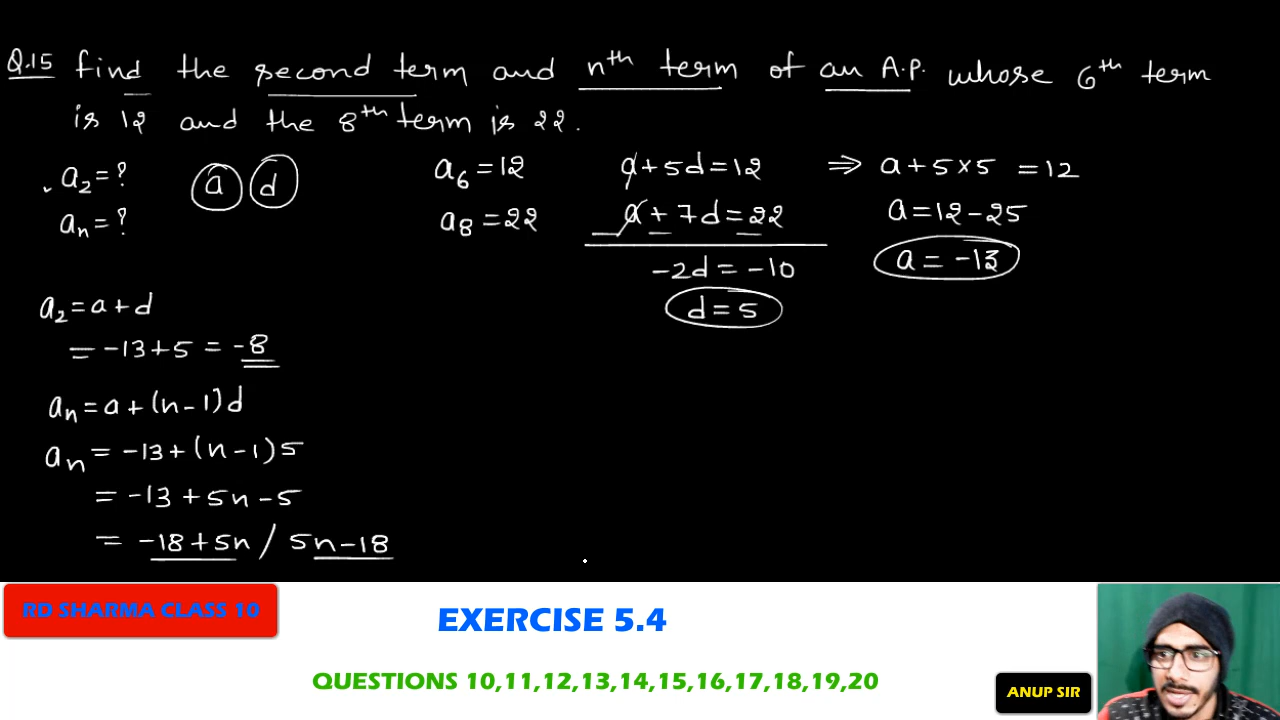 Q.15 find the second term and nth term of an A.P. whose 6th term
is 12 and the 8th term is 22.
a₂ = ?
aₙ = ?
a d
a₆ = 12
a₈ = 22
a + 5d = 12
a + 7d = 22
-2d = -10
d = 5
⇒ a + 5×5 = 12
a = 12 - 25
a = -13
a₂ = a + d
= -13 + 5 = -8
aₙ = a + (n - 1)d
aₙ = -13 + (n - 1)5
= -13 + 5n - 5
= -18 + 5n / 5n - 18
RD SHARMA CLASS 10
EXERCISE 5.4
QUESTIONS 10,11,12,13,14,15,16,17,18,19,20
ANUP SIR